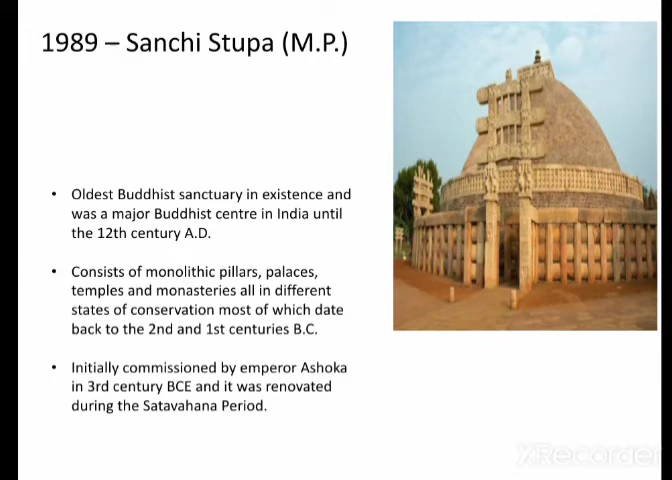 1989 – Sanchi Stupa (M.P.)
• Oldest Buddhist sanctuary in existence and
was a major Buddhist centre in India until
the 12th century A.D.
• Consists of monolithic pillars, palaces,
temples and monasteries all in different
states of conservation most of which date
back to the 2nd and 1st centuries B.C.
• Initially commissioned by emperor Ashoka
in 3rd century BCE and it was renovated
during the Satavahana Period.
XRecorder